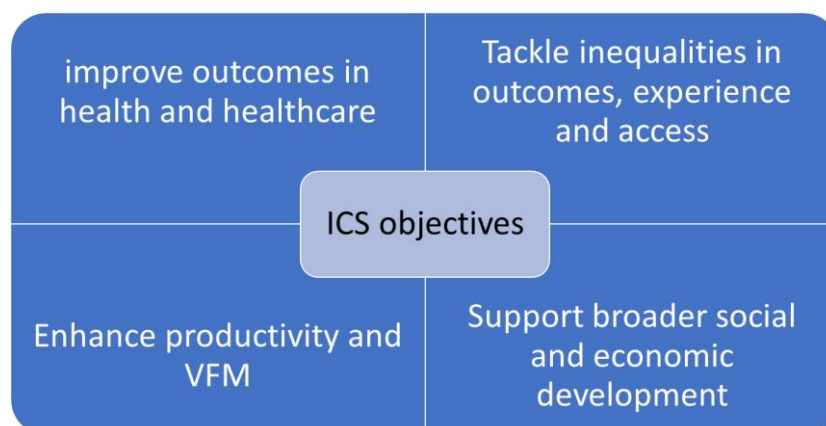 improve outcomes in
health and healthcare
Tackle inequalities in
outcomes, experience
and access
ICS objectives
Enhance productivity and
VFM
Support broader social
and economic
development